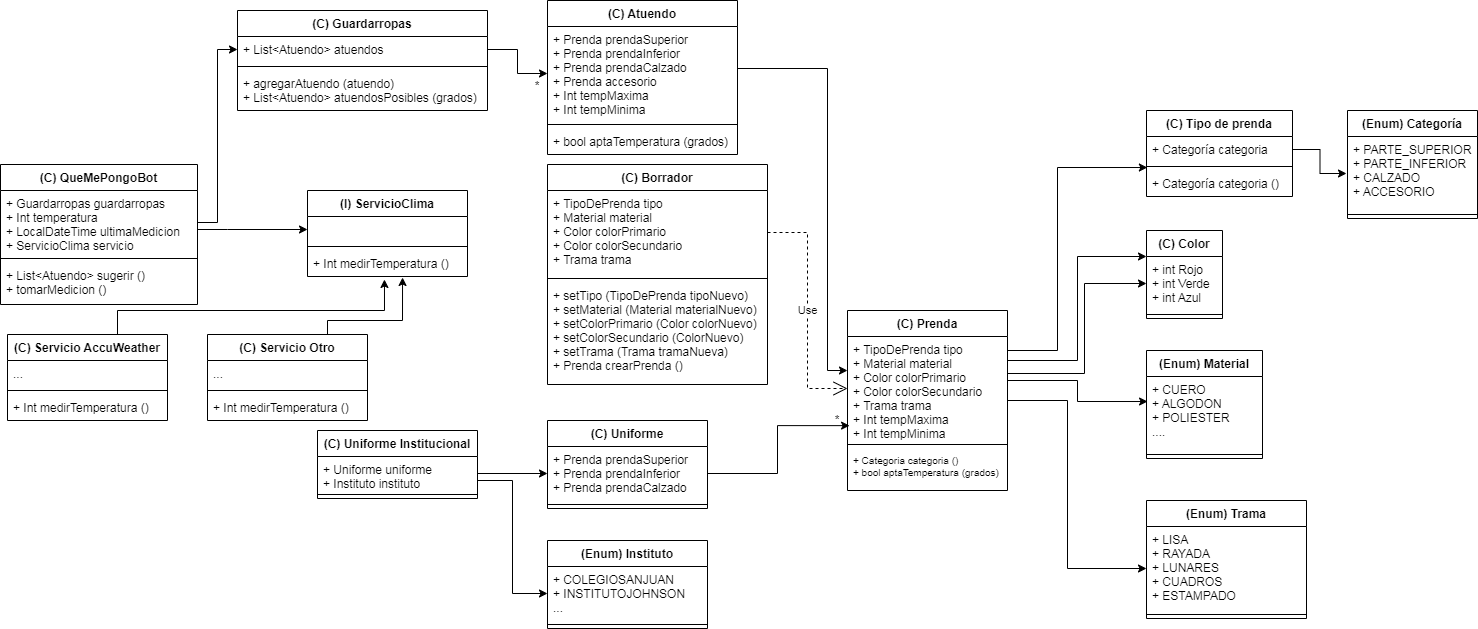 (C) Guardarropas
+ List<Atuendo> atuendos
+ agregarAtuendo (atuendo)
+ List<Atuendo> atuendosPosibles (grados)
(C) Atuendo
+ Prenda prendaSuperior
+ Prenda prendaInferior
+ Prenda prendaCalzado
+ Prenda accesorio
+ Int tempMaxima
+ Int tempMinima
+ bool aptaTemperatura (grados)
*
(C) QueMePongoBot
+ Guardarropas guardarropas
+ Int temperatura
+ LocalDateTime ultimaMedicion
+ ServicioClima servicio
+ List<Atuendo> sugerir ()
+ tomarMedicion ()
(I) ServicioClima
+ Int medirTemperatura ()
(C) Servicio AccuWeather
...
+ Int medirTemperatura ()
(C) Servicio Otro
...
+ Int medirTemperatura ()
(C) Borrador
+ TipoDePrenda tipo
+ Material material
+ Color colorPrimario
+ Color colorSecundario
+ Trama trama
+ setTipo (TipoDePrenda tipoNuevo)
+ setMaterial (Material materialNuevo)
+ setColorPrimario (Color colorNuevo)
+ setColorSecundario (ColorNuevo)
+ setTrama (Trama tramaNueva)
+ Prenda crearPrenda ()
Use
(C) Uniforme Institucional
+ Uniforme uniforme
+ Instituto instituto
(C) Uniforme
+ Prenda prendaSuperior
+ Prenda prendaInferior
+ Prenda prendaCalzado
(Enum) Instituto
+ COLEGIOSANJUAN
+ INSTITUTOJOHNSON
...
*
(C) Prenda
+ TipoDePrenda tipo
+ Material material
+ Color colorPrimario
+ Color colorSecundario
+ Trama trama
+ Int tempMaxima
+ Int tempMinima
+ Categoria categoria ()
+ bool aptaTemperatura (grados)
(C) Tipo de prenda
+ Categoría categoria
+ Categoría categoria ()
(Enum) Categoría
+ PARTE_SUPERIOR
+ PARTE_INFERIOR
+ CALZADO
+ ACCESORIO
(C) Color
+ int Rojo
+ int Verde
+ int Azul
(Enum) Material
+ CUERO
+ ALGODON
+ POLIESTER
....
(Enum) Trama
+ LISA
+ RAYADA
+ LUNARES
+ CUADROS
+ ESTAMPADO